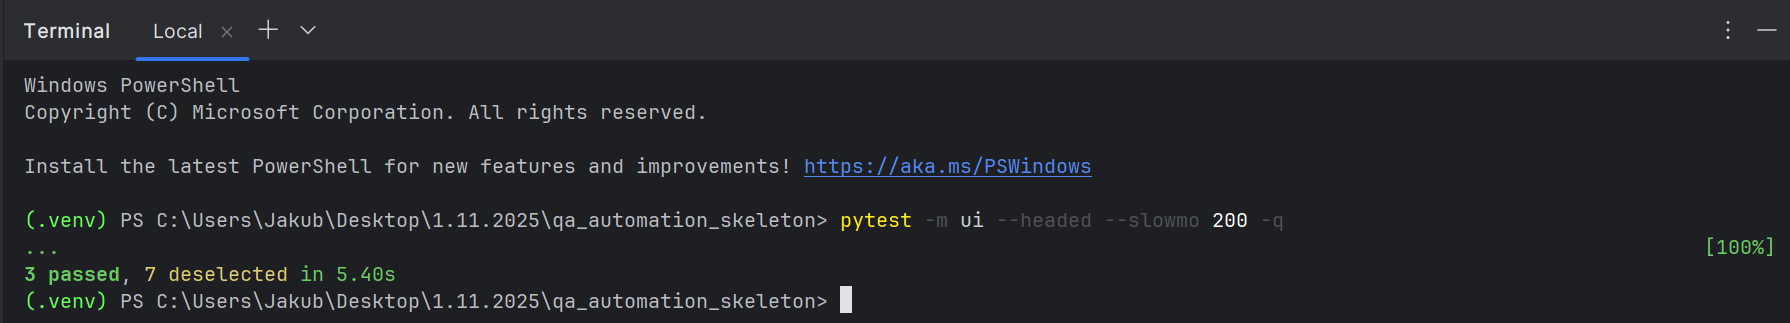 Terminal Local
Windows PowerShell
Copyright (C) Microsoft Corporation. All rights reserved.
Install the latest PowerShell for new features and improvements! https://aka.ms/PSWindows
(.venv) PS C:\Users\Jakub\Desktop\1.11.2025\qa_automation_skeleton> pytest -m ui --headed --slowmo 200 -q
... [100%]
3 passed, 7 deselected in 5.40s
(.venv) PS C:\Users\Jakub\Desktop\1.11.2025\qa_automation_skeleton>